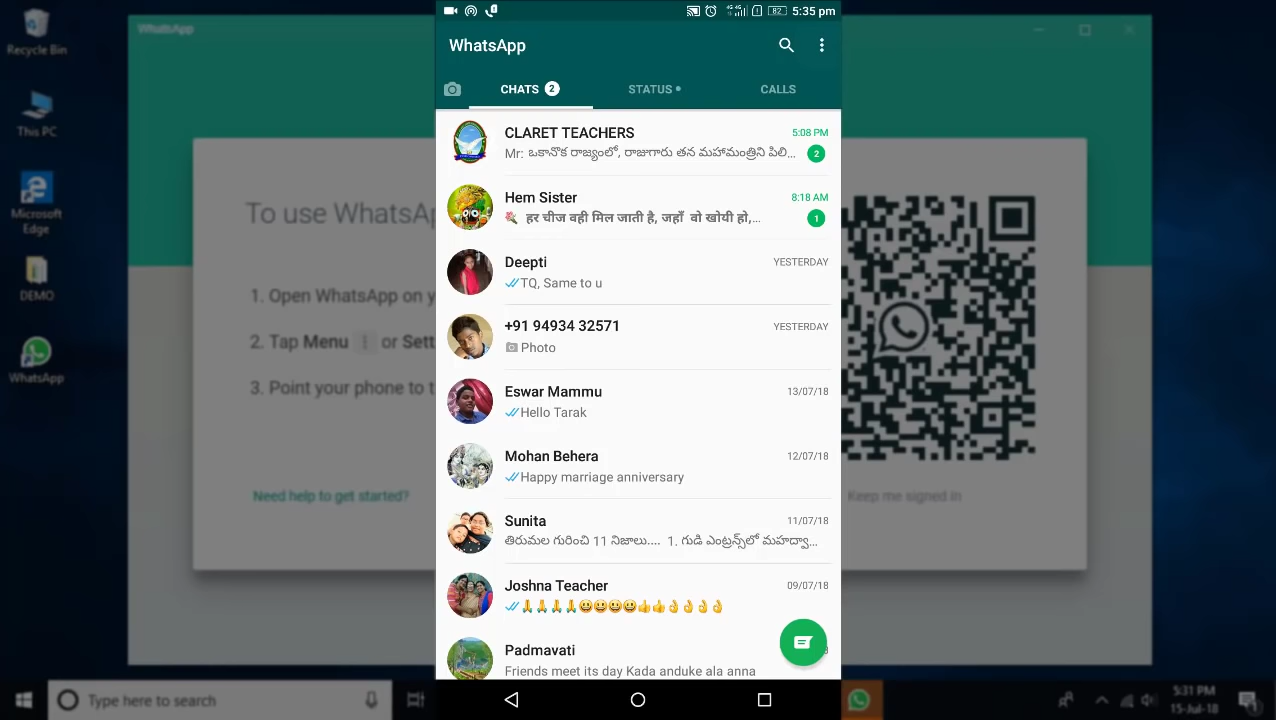 5:35 pm
82
WhatsApp
CHATS 2
STATUS
CALLS
CLARET TEACHERS
5:08 PM
Mr: ఒకానొక రాజ్యంలో, రాజుగారు తన మహామంత్రిని పిలి...
2
Hem Sister
8:18 AM
🌹 हर चीज वही मिल जाती है, जहाँ वो खोयी हो,...
1
Deepti
YESTERDAY
TQ, Same to u
+91 94934 32571
YESTERDAY
Photo
Eswar Mammu
13/07/18
Hello Tarak
Mohan Behera
12/07/18
Happy marriage anniversary
Sunita
11/07/18
తిరుమల గురించి 11 నిజాలు.... 1. గుడి ఎంట్రన్స్‌లో మహద్వా...
Joshna Teacher
09/07/18
🙏🙏🙏🙏😃😃😃😃👍👍👌👌👌👌
Padmavati
Friends meet its day Kada anduke ala anna
Recycle Bin
This PC
Microsoft
Edge
DEMO
WhatsApp
WhatsApp
To use WhatsA
1. Open WhatsApp on y
2. Tap Menu or Sett
3. Point your phone to t
Need help to get started?
Keep me signed in
Type here to search
5:31 PM
15-Jul-18